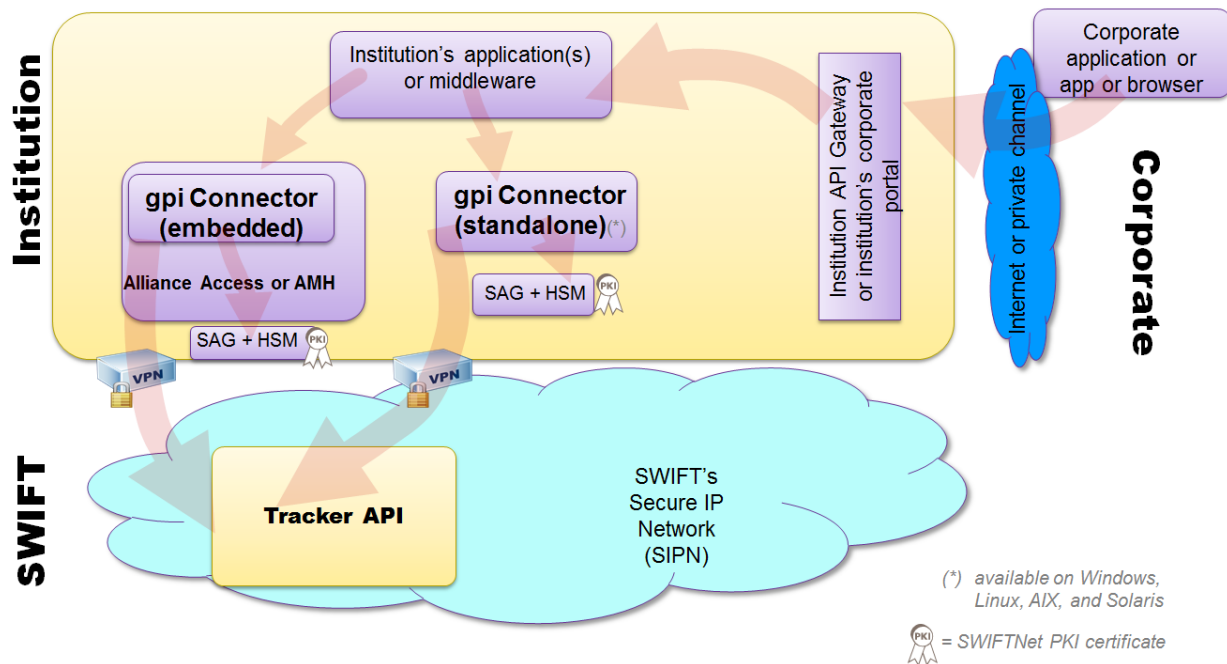 Institution
Institution's application(s)
or middleware
Corporate
application or
app or browser
Institution API Gateway
or institution's corporate
portal
Internet or private channel
Corporate
gpi Connector
(embedded)
Alliance Access or AMH
gpi Connector
(standalone)(*)
SAG + HSM
PKI
SAG + HSM
PKI
VPN
VPN
SWIFT
Tracker API
SWIFT's
Secure IP
Network
(SIPN)
(*) available on Windows,
Linux, AIX, and Solaris
PKI = SWIFTNet PKI certificate